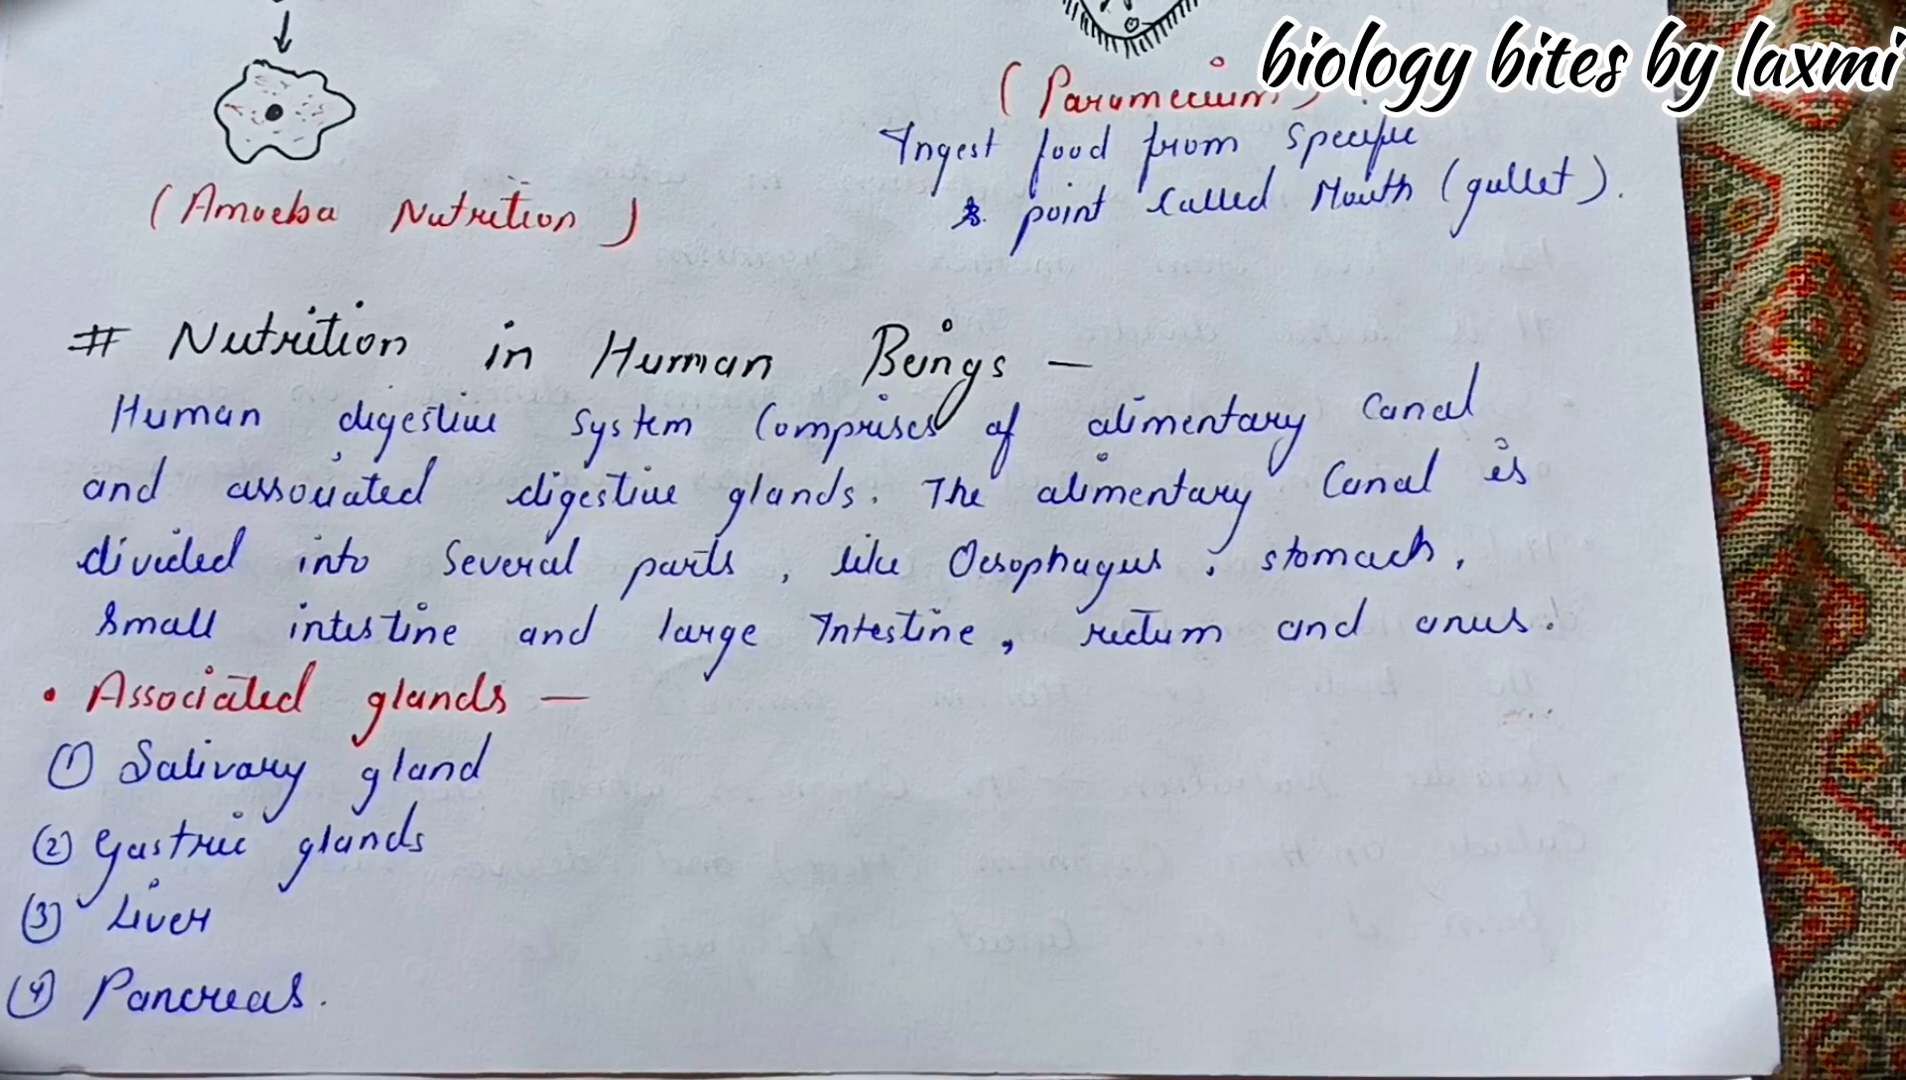 biology bites by laxmi
(Paramecium)
Ingest food from specific
point called Mouth (gullet).
(Amoeba Nutrition)
# Nutrition in Human Beings —
Human digestive system comprises of alimentary canal
and associated digestive glands. The alimentary Canal is
divided into several parts, like Oesophagus, stomach,
small intestine and large Intestine, rectum and anus.
• Associated glands —
(1) Salivary gland
(2) Gastric glands
(3) Liver
(4) Pancreas.